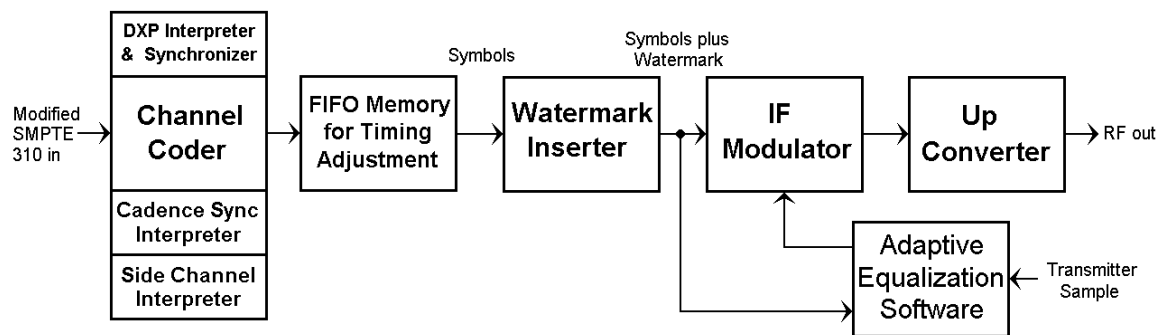 DXP Interpreter
& Synchronizer
Modified
SMPTE
310 in
Channel
Coder
Cadence Sync
Interpreter
Side Channel
Interpreter
FIFO Memory
for Timing
Adjustment
Symbols
Watermark
Inserter
Symbols plus
Watermark
IF
Modulator
Up
Converter
RF out
Adaptive
Equalization
Software
Transmitter
Sample